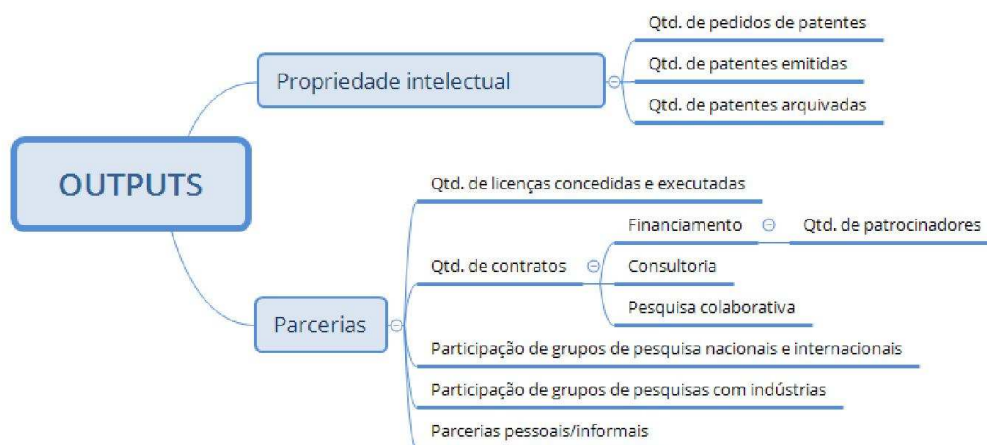 OUTPUTS
Propriedade intelectual
Qtd. de pedidos de patentes
Qtd. de patentes emitidas
Qtd. de patentes arquivadas
Parcerias
Qtd. de licenças concedidas e executadas
Qtd. de contratos
Financiamento
Qtd. de patrocinadores
Consultoria
Pesquisa colaborativa
Participação de grupos de pesquisa nacionais e internacionais
Participação de grupos de pesquisas com indústrias
Parcerias pessoais/informais